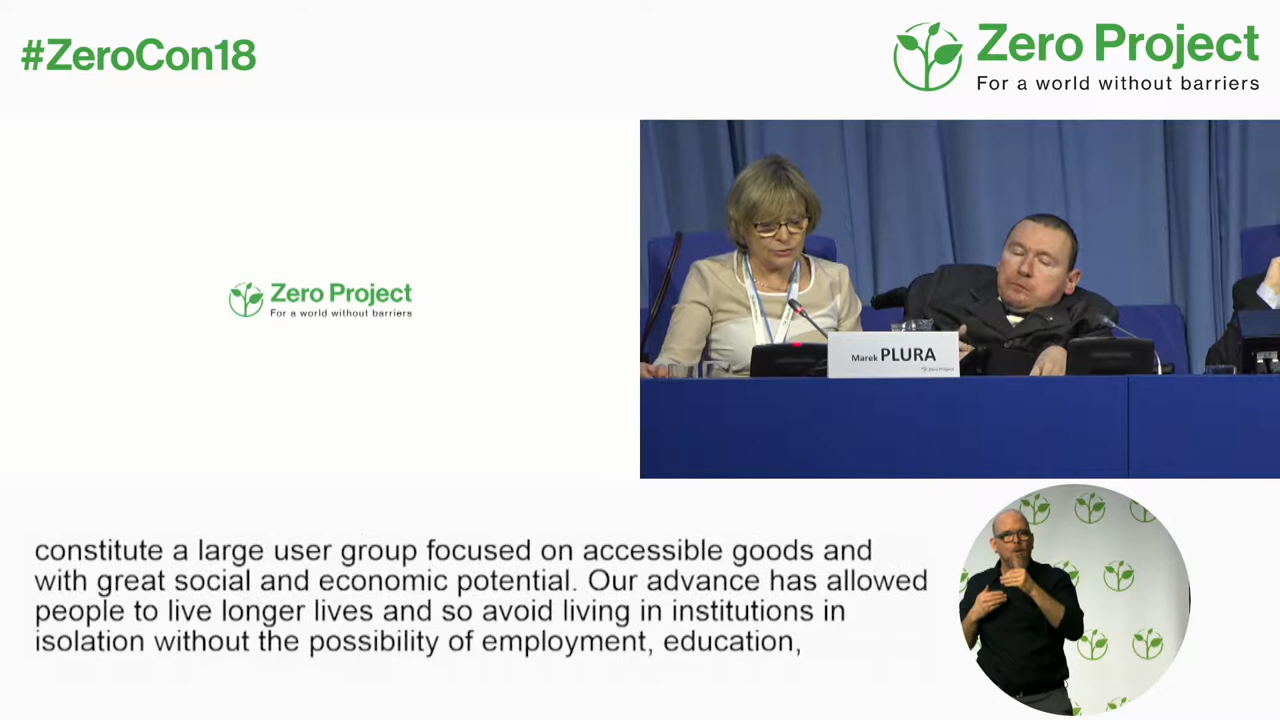 #ZeroCon18
Zero Project
For a world without barriers
Zero Project
For a world without barriers
Marek PLURA
Zero Project
constitute a large user group focused on accessible goods and
with great social and economic potential. Our advance has allowed
people to live longer lives and so avoid living in institutions in
isolation without the possibility of employment, education,